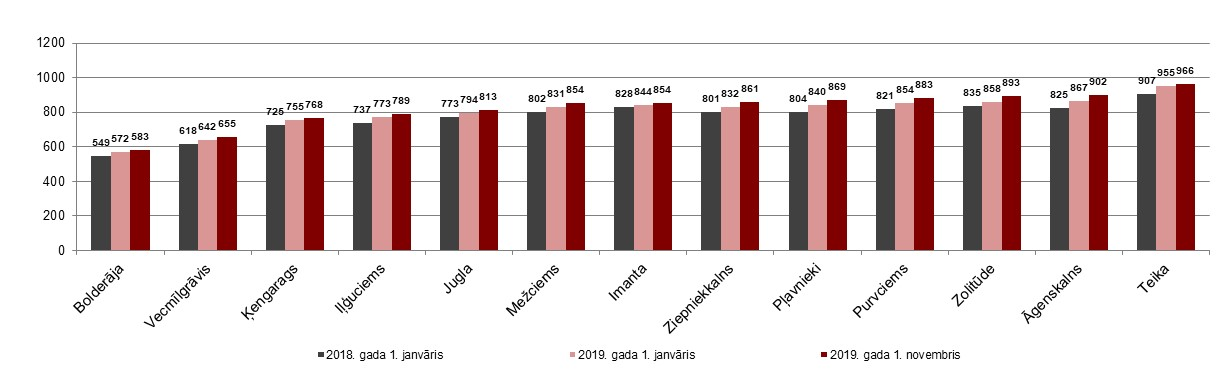 1200
1000
800
600
400
200
0
549 572 583
618 642 655
725 755 768
737 773 789
773 794 813
802 831 854
828 844 854
801 832 861
804 840 869
821 854 883
835 858 893
825 867 902
907 955 966
Bolderāja
Vecmīlgrāvis
Ķengarags
Iļģuciems
Jugla
Mežciems
Imanta
Ziepniekkalns
Pļavnieki
Purvciems
Zolitūde
Āgenskalns
Teika
2018. gada 1. janvāris
2019. gada 1. janvāris
2019. gada 1. novembris